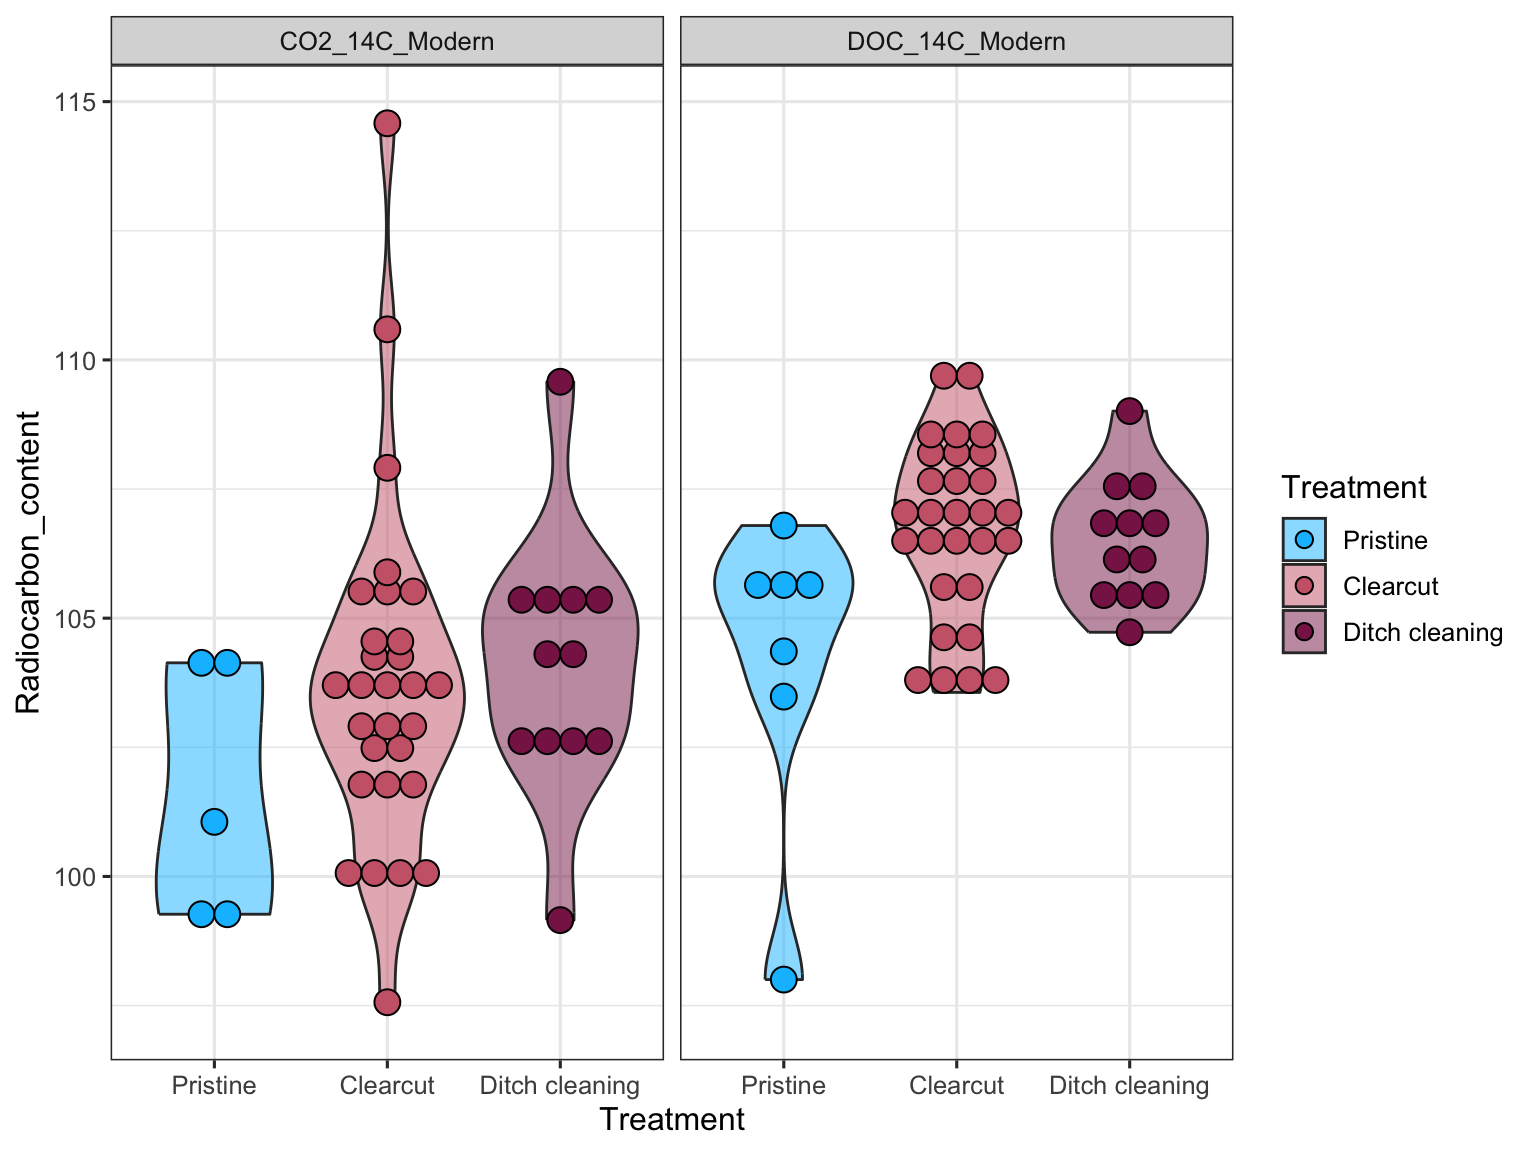 CO2_14C_Modern
DOC_14C_Modern
115
110
105
100
Radiocarbon_content
Pristine
Clearcut
Ditch cleaning
Pristine
Clearcut
Ditch cleaning
Treatment
Treatment
Pristine
Clearcut
Ditch cleaning